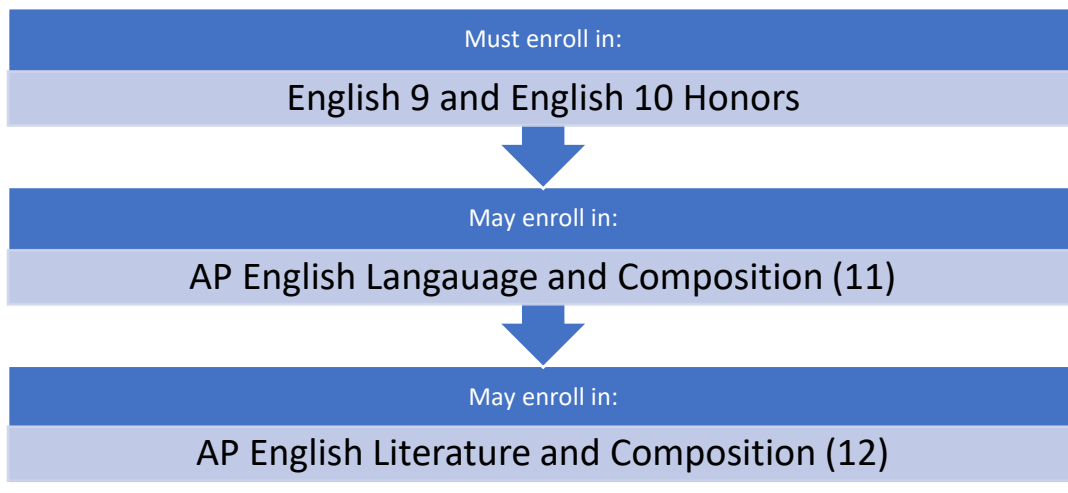 Must enroll in:
English 9 and English 10 Honors
May enroll in:
AP English Langauage and Composition (11)
May enroll in:
AP English Literature and Composition (12)